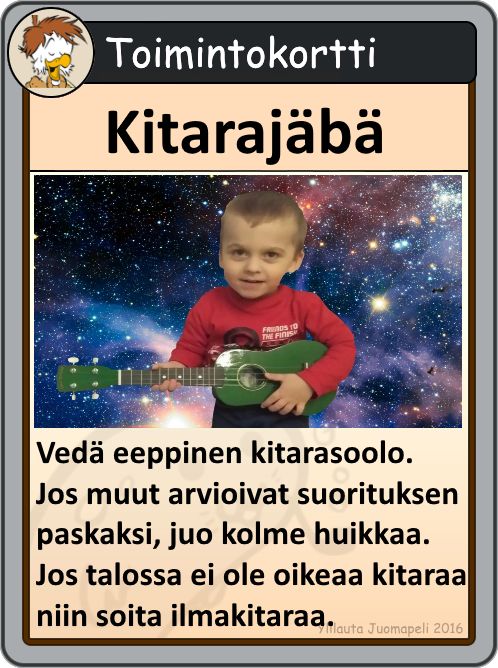 Toimintokortti
Kitarajäbä
FRIENDS TO
THE FINISH
Vedä eeppinen kitarasoolo.
Jos muut arvioivat suorituksen
paskaksi, juo kolme huikkaa.
Jos talossa ei ole oikeaa kitaraa
niin soita ilmakitaraa.
Ylilauta Juomapeli 2016